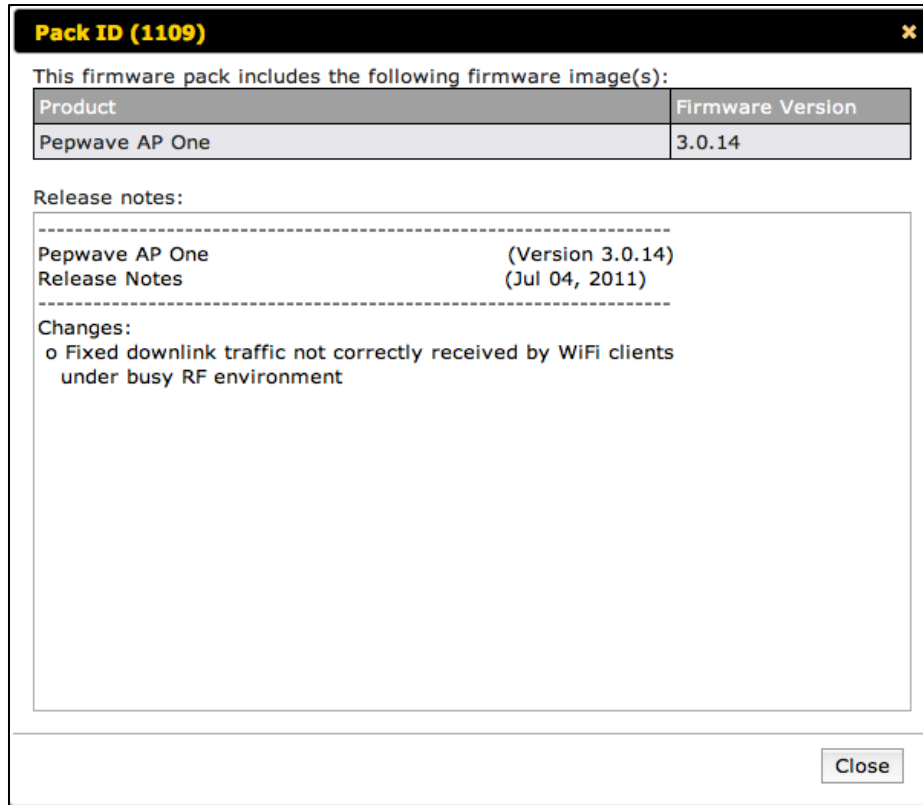 Pack ID (1109)
This firmware pack includes the following firmware image(s):
Product Firmware Version
Pepwave AP One 3.0.14
Release notes:
------------------------------------------------------------------------
Pepwave AP One (Version 3.0.14)
Release Notes (Jul 04, 2011)
------------------------------------------------------------------------
Changes:
o Fixed downlink traffic not correctly received by WiFi clients
under busy RF environment
Close